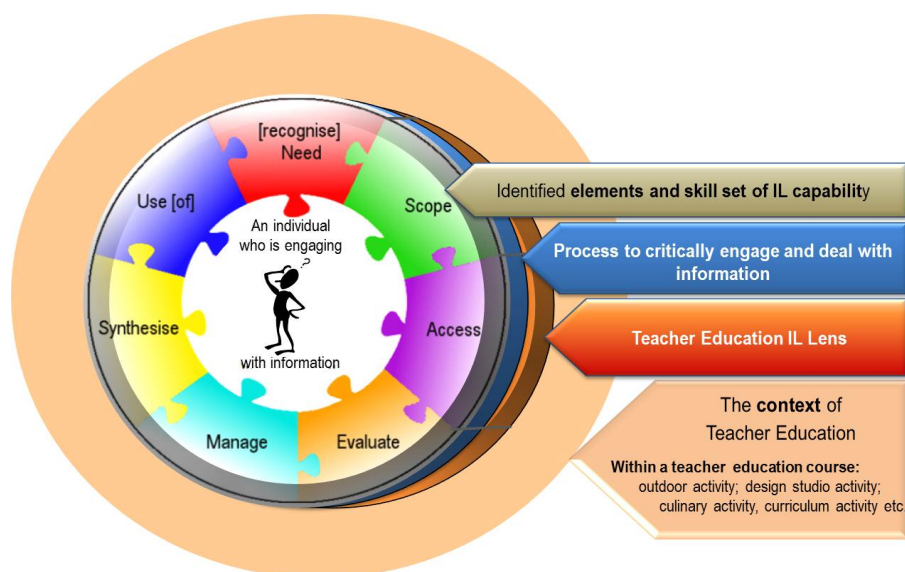 [recognise]
Need
Scope
Access
Evaluate
Manage
Synthesise
Use [of]
An individual
who is engaging
?
with information
Identified elements and skill set of IL capability
Process to critically engage and deal with
information
Teacher Education IL Lens
The context of
Teacher Education
Within a teacher education course:
outdoor activity; design studio activity;
culinary activity, curriculum activity etc